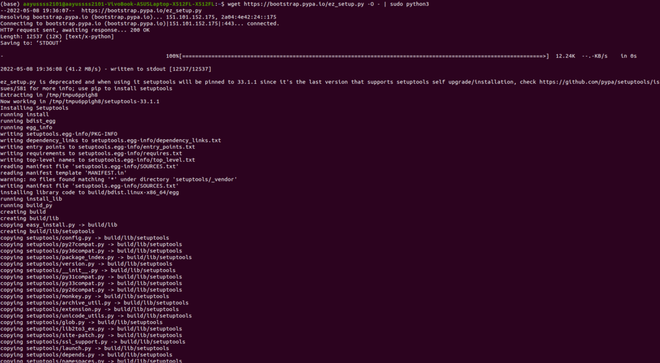 (base) aayussss2101@aayussss2101-VivoBook-ASUSLaptop-X512FL-X512FL:~$ wget https://bootstrap.pypa.io/ez_setup.py -O - | sudo python3
--2022-05-08 19:36:07--  https://bootstrap.pypa.io/ez_setup.py
Resolving bootstrap.pypa.io (bootstrap.pypa.io)... 151.101.152.175, 2a04:4e42:24::175
Connecting to bootstrap.pypa.io (bootstrap.pypa.io)|151.101.152.175|:443... connected.
HTTP request sent, awaiting response... 200 OK
Length: 12537 (12K) [text/x-python]
Saving to: ‘STDOUT’
- 100%[=================================================>] 12.24K --.-KB/s in 0s
2022-05-08 19:36:08 (41.2 MB/s) - written to stdout [12537/12537]
ez_setup.py is deprecated and when using it setuptools will be pinned to 33.1.1 since it's the last version that supports setuptools self upgrade/installation, check https://github.com/pypa/setuptools/is
sues/581 for more info; use pip to install setuptools
Extracting in /tmp/tmpu6ppigh8
Now working in /tmp/tmpu6ppigh8/setuptools-33.1.1
Installing Setuptools
running install
running bdist_egg
running egg_info
writing setuptools.egg-info/PKG-INFO
writing dependency_links to setuptools.egg-info/dependency_links.txt
writing entry points to setuptools.egg-info/entry_points.txt
writing requirements to setuptools.egg-info/requires.txt
writing top-level names to setuptools.egg-info/top_level.txt
reading manifest file 'setuptools.egg-info/SOURCES.txt'
reading manifest template 'MANIFEST.in'
warning: no files found matching '*' under directory 'setuptools/_vendor'
writing manifest file 'setuptools.egg-info/SOURCES.txt'
installing library code to build/bdist.linux-x86_64/egg
running install_lib
running build_py
creating build
creating build/lib
copying easy_install.py -> build/lib
creating build/lib/setuptools
copying setuptools/config.py -> build/lib/setuptools
copying setuptools/py27compat.py -> build/lib/setuptools
copying setuptools/py36compat.py -> build/lib/setuptools
copying setuptools/package_index.py -> build/lib/setuptools
copying setuptools/version.py -> build/lib/setuptools
copying setuptools/__init__.py -> build/lib/setuptools
copying setuptools/py31compat.py -> build/lib/setuptools
copying setuptools/py33compat.py -> build/lib/setuptools
copying setuptools/py26compat.py -> build/lib/setuptools
copying setuptools/monkey.py -> build/lib/setuptools
copying setuptools/archive_util.py -> build/lib/setuptools
copying setuptools/extension.py -> build/lib/setuptools
copying setuptools/unicode_utils.py -> build/lib/setuptools
copying setuptools/glob.py -> build/lib/setuptools
copying setuptools/lib2to3_ex.py -> build/lib/setuptools
copying setuptools/site-patch.py -> build/lib/setuptools
copying setuptools/ssl_support.py -> build/lib/setuptools
copying setuptools/launch.py -> build/lib/setuptools
copying setuptools/depends.py -> build/lib/setuptools
copying setuptools/namespaces.py -> build/lib/setuptools